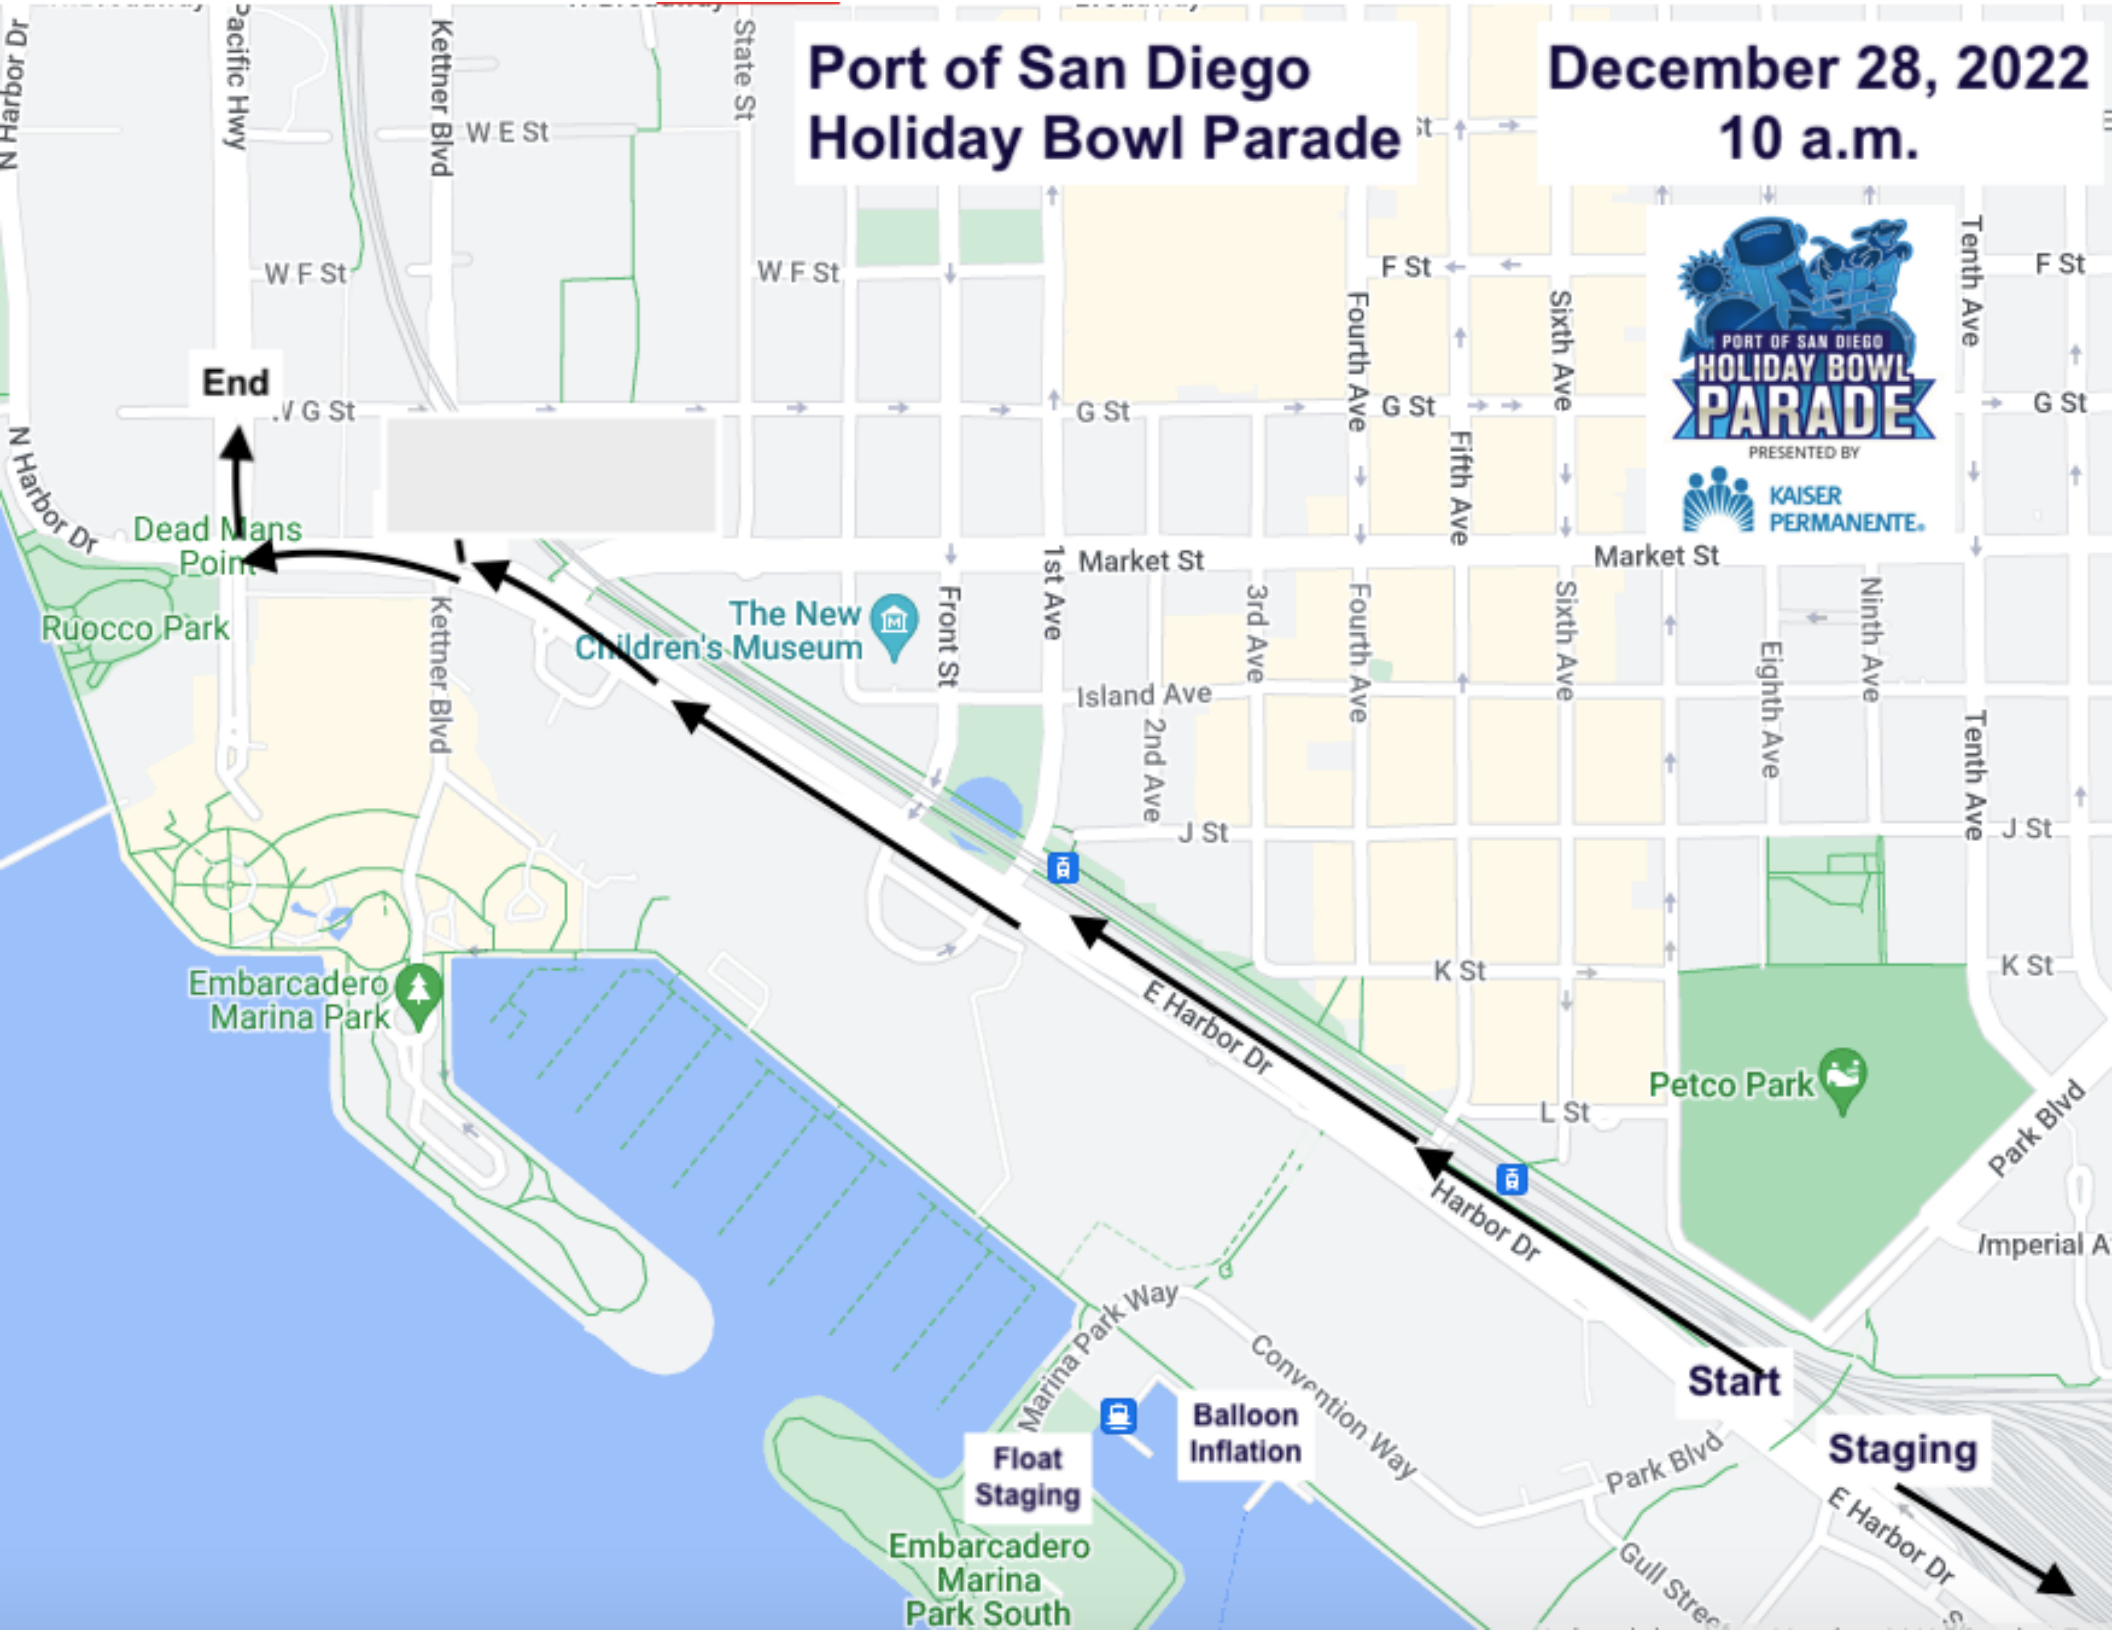 Port of San Diego
Holiday Bowl Parade
December 28, 2022
10 a.m.
N Harbor Dr
Pacific Hwy
Kettner Blvd
State St
W E St
W F St
W F St
F St
F St
Tenth Ave
Fourth Ave
Sixth Ave
PORT OF SAN DIEGO
HOLIDAY BOWL
PARADE
PRESENTED BY
KAISER
PERMANENTE®
End
W G St
G St
G St
G St
N Harbor Dr
Fifth Ave
Dead Mans
Point
Market St
Market St
1st Ave
Ruocco Park
Kettner Blvd
The New
Children's Museum
Front St
3rd Ave
Fourth Ave
Sixth Ave
Eighth Ave
Ninth Ave
Island Ave
2nd Ave
Tenth Ave
J St
J St
K St
K St
Embarcadero
Marina Park
E Harbor Dr
Petco Park
L St
Park Blvd
Harbor Dr
Imperial A
Marina Park Way
Convention Way
Start
Balloon
Inflation
Float
Staging
Park Blvd
Staging
E Harbor Dr
Gull Street
Embarcadero
Marina
Park South